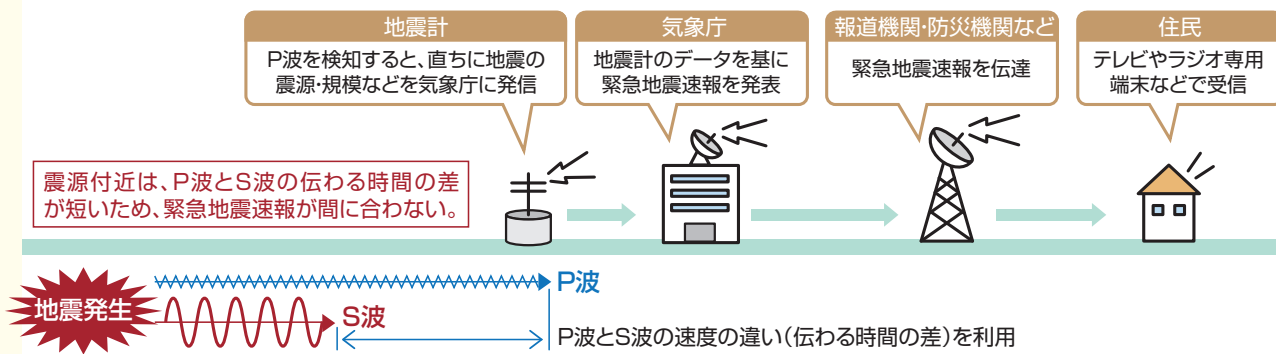 地震計
P波を検知すると、直ちに地震の
震源・規模などを気象庁に発信
気象庁
地震計のデータを基に
緊急地震速報を発表
報道機関・防災機関など
緊急地震速報を伝達
住民
テレビやラジオ専用
端末などで受信
震源付近は、P波とS波の伝わる時間の差
が短いため、緊急地震速報が間に合わない。
地震発生
P波
S波
P波とS波の速度の違い(伝わる時間の差)を利用